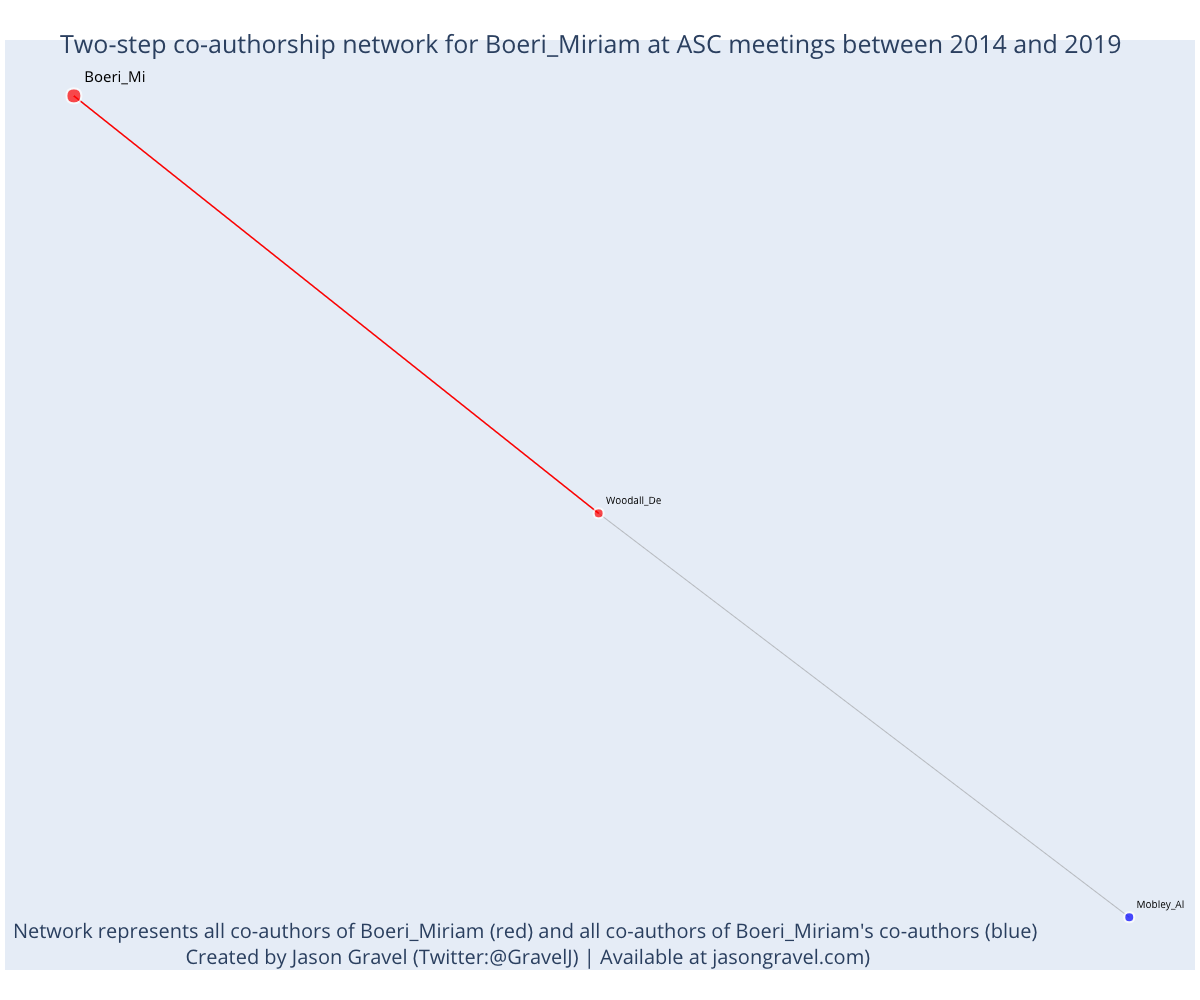 Two-step co-authorship network for Boeri_Miriam at ASC meetings between 2014 and 2019
Boeri_Mi
Woodall_De
Mobley_Al
Network represents all co-authors of Boeri_Miriam (red) and all co-authors of Boeri_Miriam's co-authors (blue)
Created by Jason Gravel (Twitter:@GravelJ) | Available at jasongravel.com)